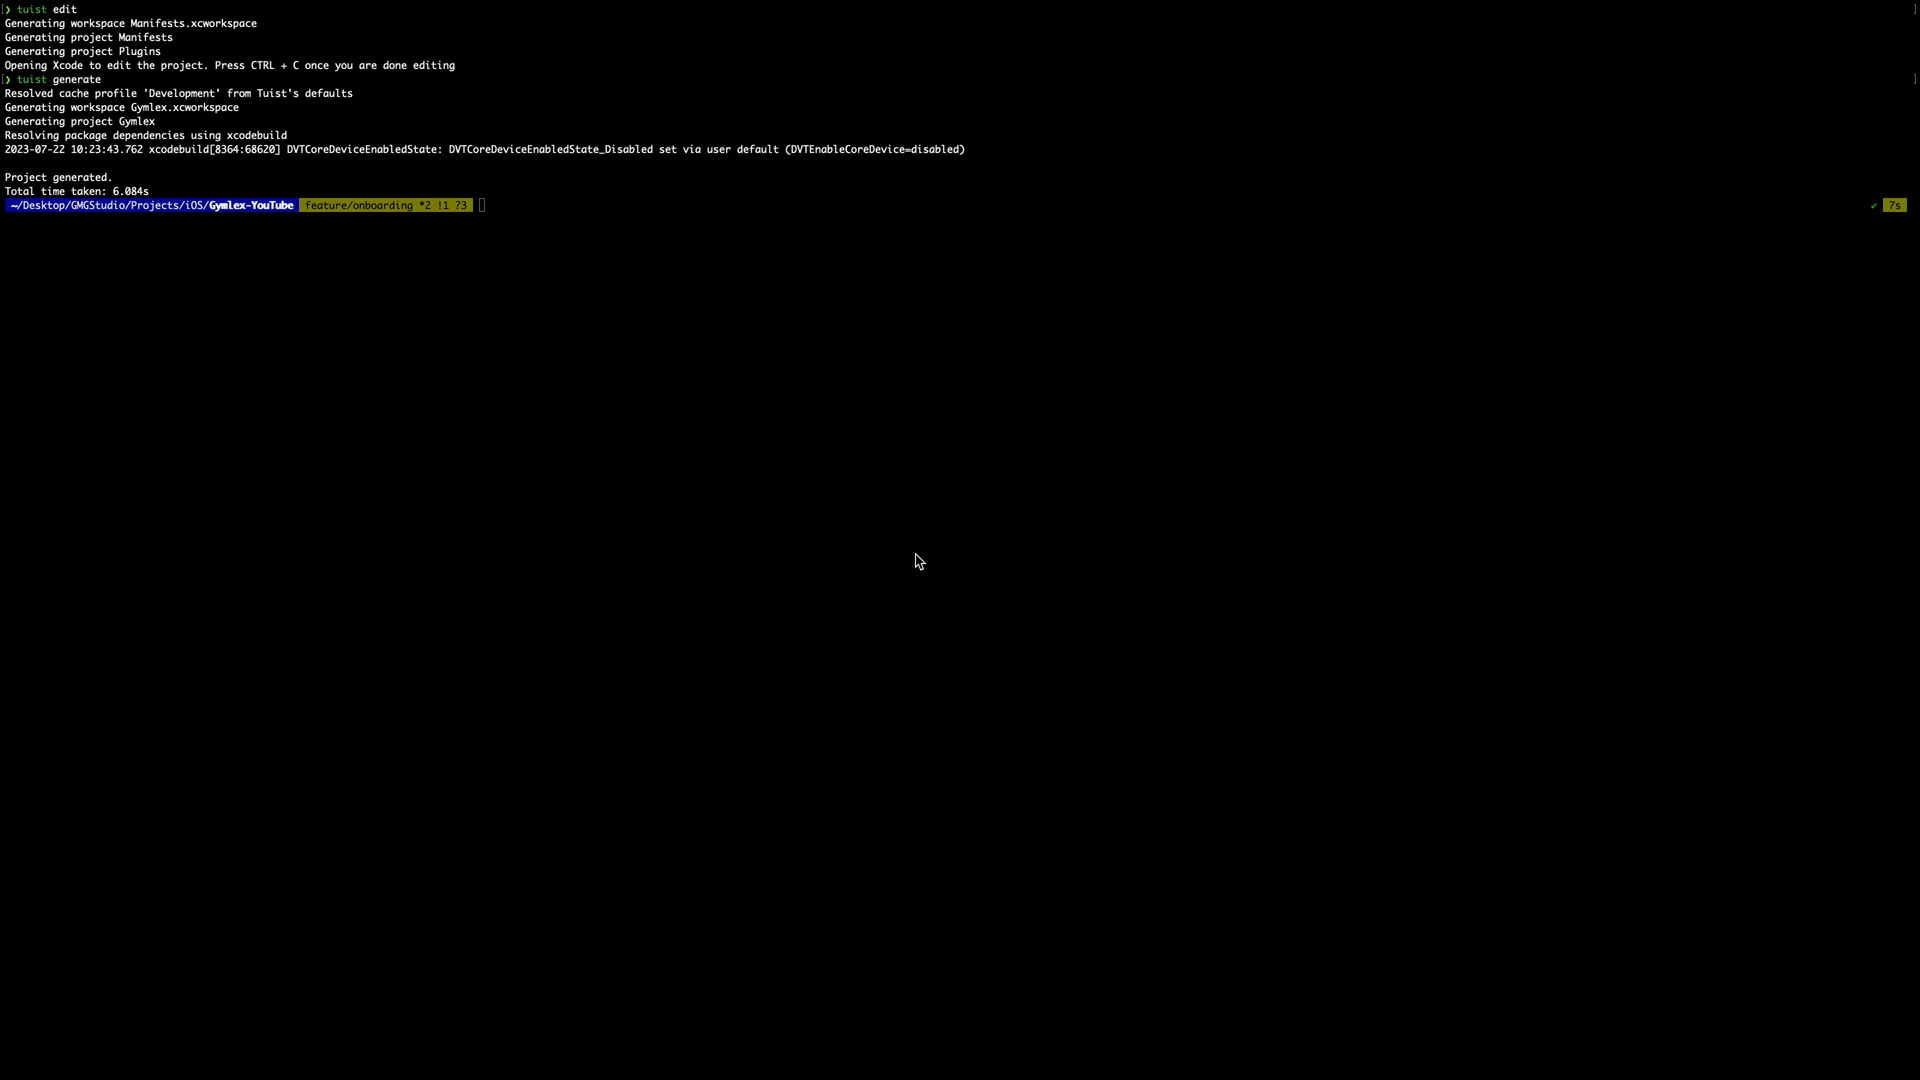 ❯ tuist edit
Generating workspace Manifests.xcworkspace
Generating project Manifests
Generating project Plugins
Opening Xcode to edit the project. Press CTRL + C once you are done editing
❯ tuist generate
Resolved cache profile 'Development' from Tuist's defaults
Generating workspace Gymlex.xcworkspace
Generating project Gymlex
Resolving package dependencies using xcodebuild
2023-07-22 10:23:43.762 xcodebuild[8364:68620] DVTCoreDeviceEnabledState: DVTCoreDeviceEnabledState_Disabled set via user default (DVTEnableCoreDevice=disabled)
Project generated.
Total time taken: 6.084s
~/Desktop/GMGStudio/Projects/iOS/Gymlex-YouTube feature/onboarding *2 !1 ?3 ✔ 7s